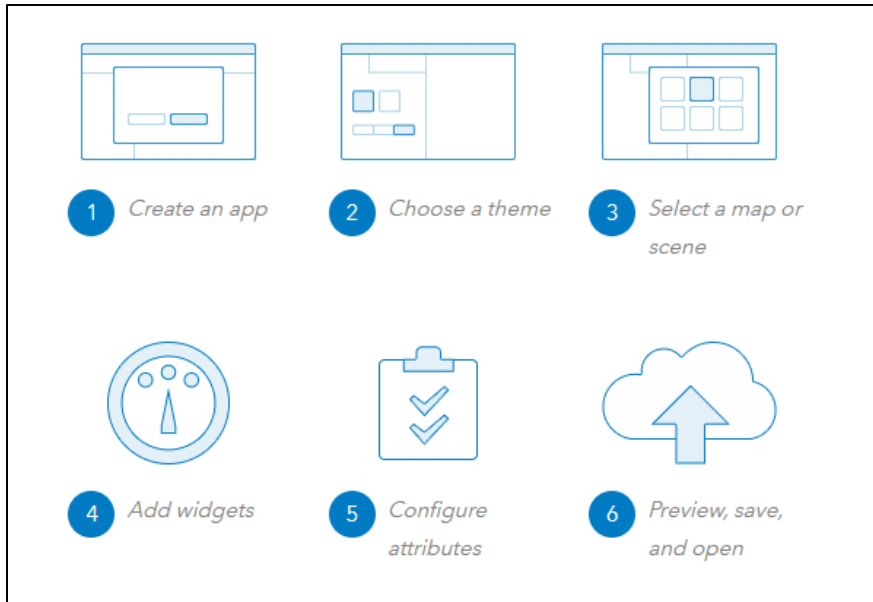 1 Create an app
2 Choose a theme
3 Select a map or
scene
4 Add widgets
5 Configure
attributes
6 Preview, save,
and open